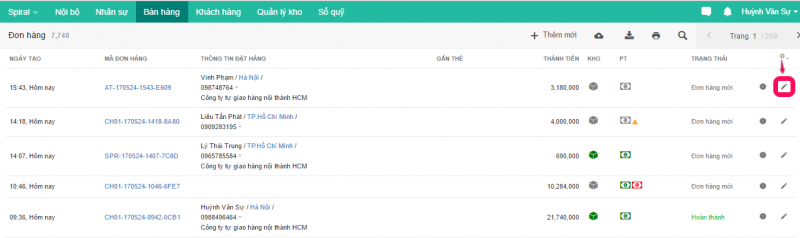 Spiral Nội bộ Nhân sự Bán hàng Khách hàng Quản lý kho Sổ quỹ Huỳnh Văn Sự
Đơn hàng 7,748 Thêm mới Trang 1 / 259
NGÀY TẠO MÃ ĐƠN HÀNG THÔNG TIN ĐẶT HÀNG GẮN THẺ THÀNH TIỀN KHO PT TRẠNG THÁI
Vinh Phạm / Hà Nội /
15:43, Hôm nay AT-170524-1543-E609 098748764 3,180,000 Đơn hàng mới
Công ty tự giao hàng nội thành HCM
Liêu Tấn Phát / TP.Hồ Chí Minh /
14:18, Hôm nay CH01-170524-1418-8A80 0909283195 4,000,000 Đơn hàng mới
Công ty tự giao hàng nội thành HCM
Lý Thái Trung / TP.Hồ Chí Minh /
14:07, Hôm nay SPR-170524-1407-7C8D 0965785584 690,000 Đơn hàng mới
Công ty tự giao hàng nội thành HCM
10:46, Hôm nay CH01-170524-1046-6FE7 10,284,000 Đơn hàng mới
Huỳnh Văn Sự / Hà Nội /
09:36, Hôm nay CH01-170524-0942-0CB1 0988496464 21,740,000 Hoàn thành
Công ty tự giao hàng nội thành HCM